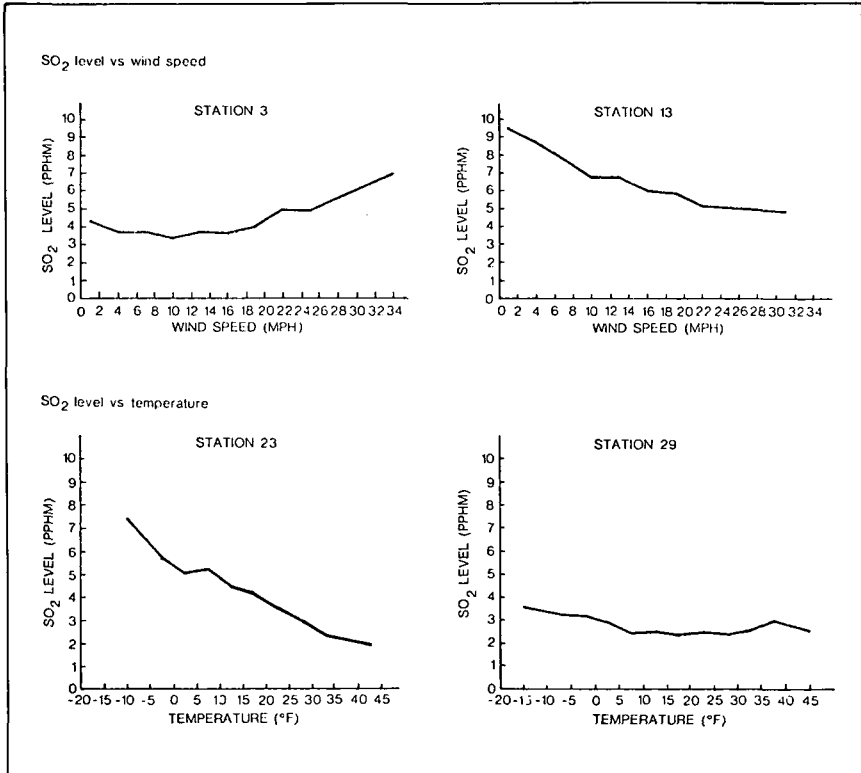 SO2 level vs wind speed
STATION 3
SO2 LEVEL (PPHM)
10
9
8
7
6
5
4
3
2
1
0
0 2 4 6 8 10 12 14 16 18 20 22 24 26 28 30 32 34
WIND SPEED (MPH)
STATION 13
SO2 LEVEL (PPHM)
10
9
8
7
6
5
4
3
2
1
0
0 2 4 6 8 10 12 14 16 18 20 22 24 26 28 30 32 34
WIND SPEED (MPH)
SO2 level vs temperature
STATION 23
SO2 LEVEL (PPHM)
10
9
8
7
6
5
4
3
2
1
0
-20 -15 -10 -5 0 5 10 15 20 25 30 35 40 45
TEMPERATURE (°F)
STATION 29
SO2 LEVEL (PPHM)
10
9
8
7
6
5
4
3
2
1
0
-20 -15 -10 -5 0 5 10 15 20 25 30 35 40 45
TEMPERATURE (°F)